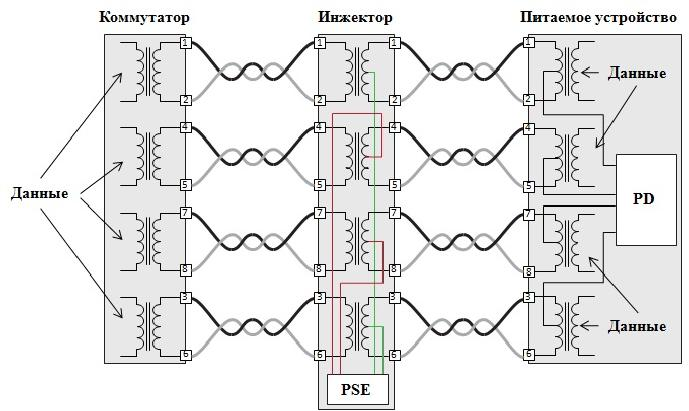 Коммутатор Инжектор Питаемое устройство
1 1 1 1
Данные
2 2 2 2
4 4 4 4
5 5 5 5
Данные
PD
7 7 7 7
8 8 8 8
3 3 3 3
Данные
6 6 6 6
PSE